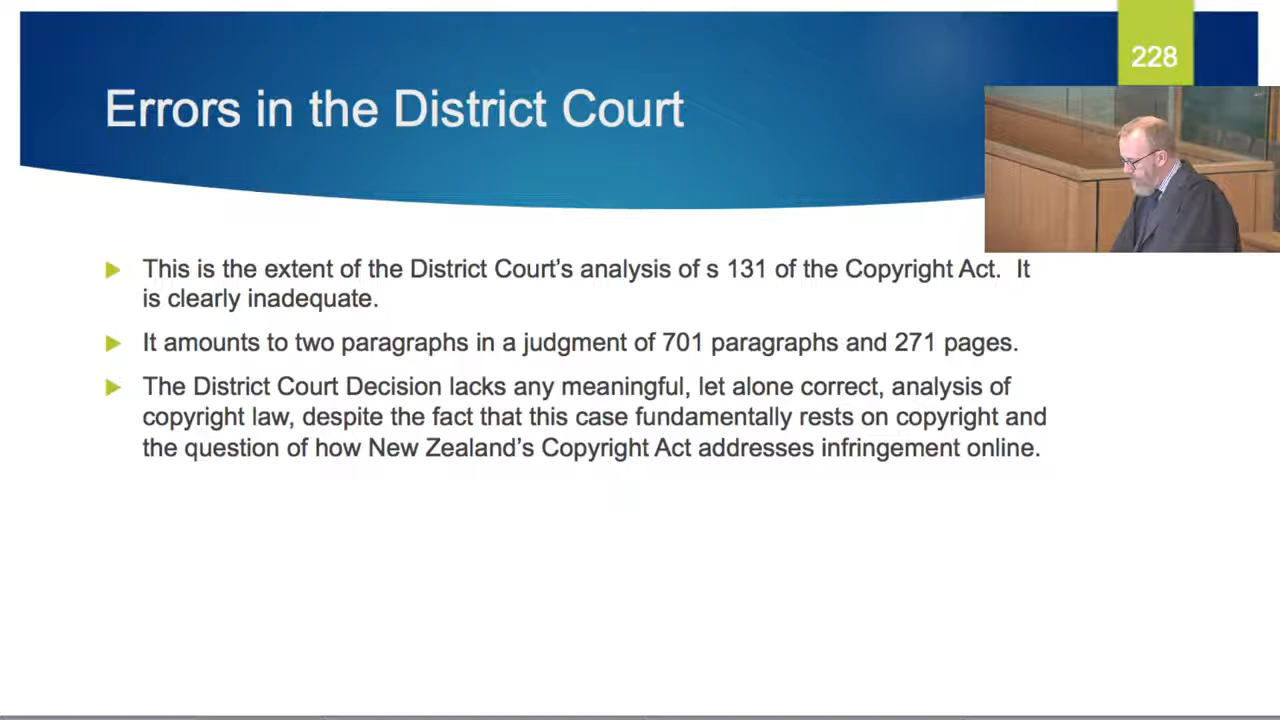 228
Errors in the District Court
This is the extent of the District Court's analysis of s 131 of the Copyright Act.  It
is clearly inadequate.
It amounts to two paragraphs in a judgment of 701 paragraphs and 271 pages.
The District Court Decision lacks any meaningful, let alone correct, analysis of
copyright law, despite the fact that this case fundamentally rests on copyright and
the question of how New Zealand's Copyright Act addresses infringement online.